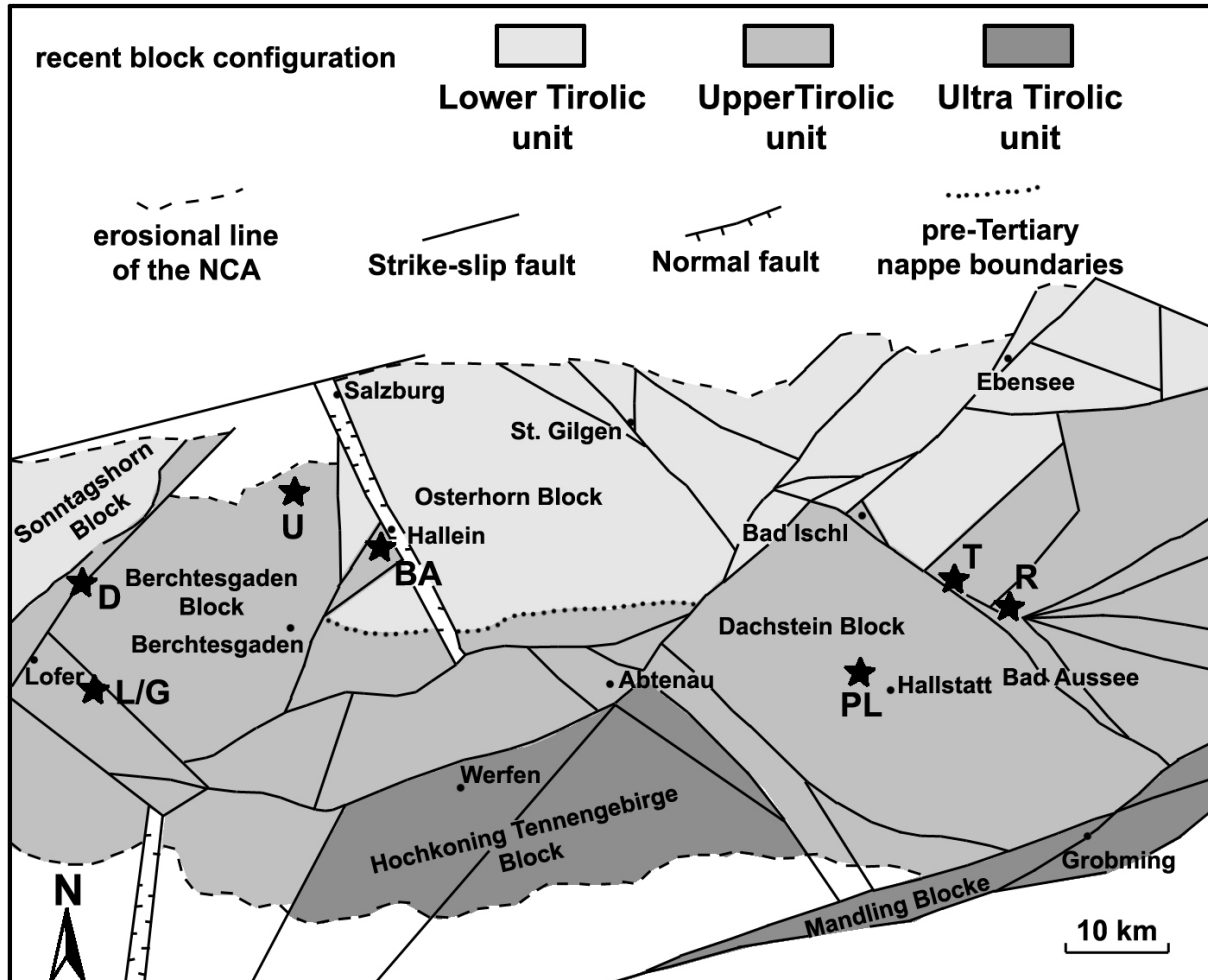 recent block configuration
Lower Tirolic
unit
UpperTirolic
unit
Ultra Tirolic
unit
erosional line
of the NCA
Strike-slip fault
Normal fault
pre-Tertiary
nappe boundaries
Salzburg
Ebensee
St. Gilgen
Sonntagshorn
Block
U
Osterhorn Block
Hallein
BA
Bad Ischl
T
R
D
Berchtesgaden
Block
Berchtesgaden
Dachstein Block
Lofer
L/G
Abtenau
PL
Hallstatt
Bad Aussee
Werfen
Hochkoning Tennengebirge
Block
Grobming
Mandling Blocke
N
10 km